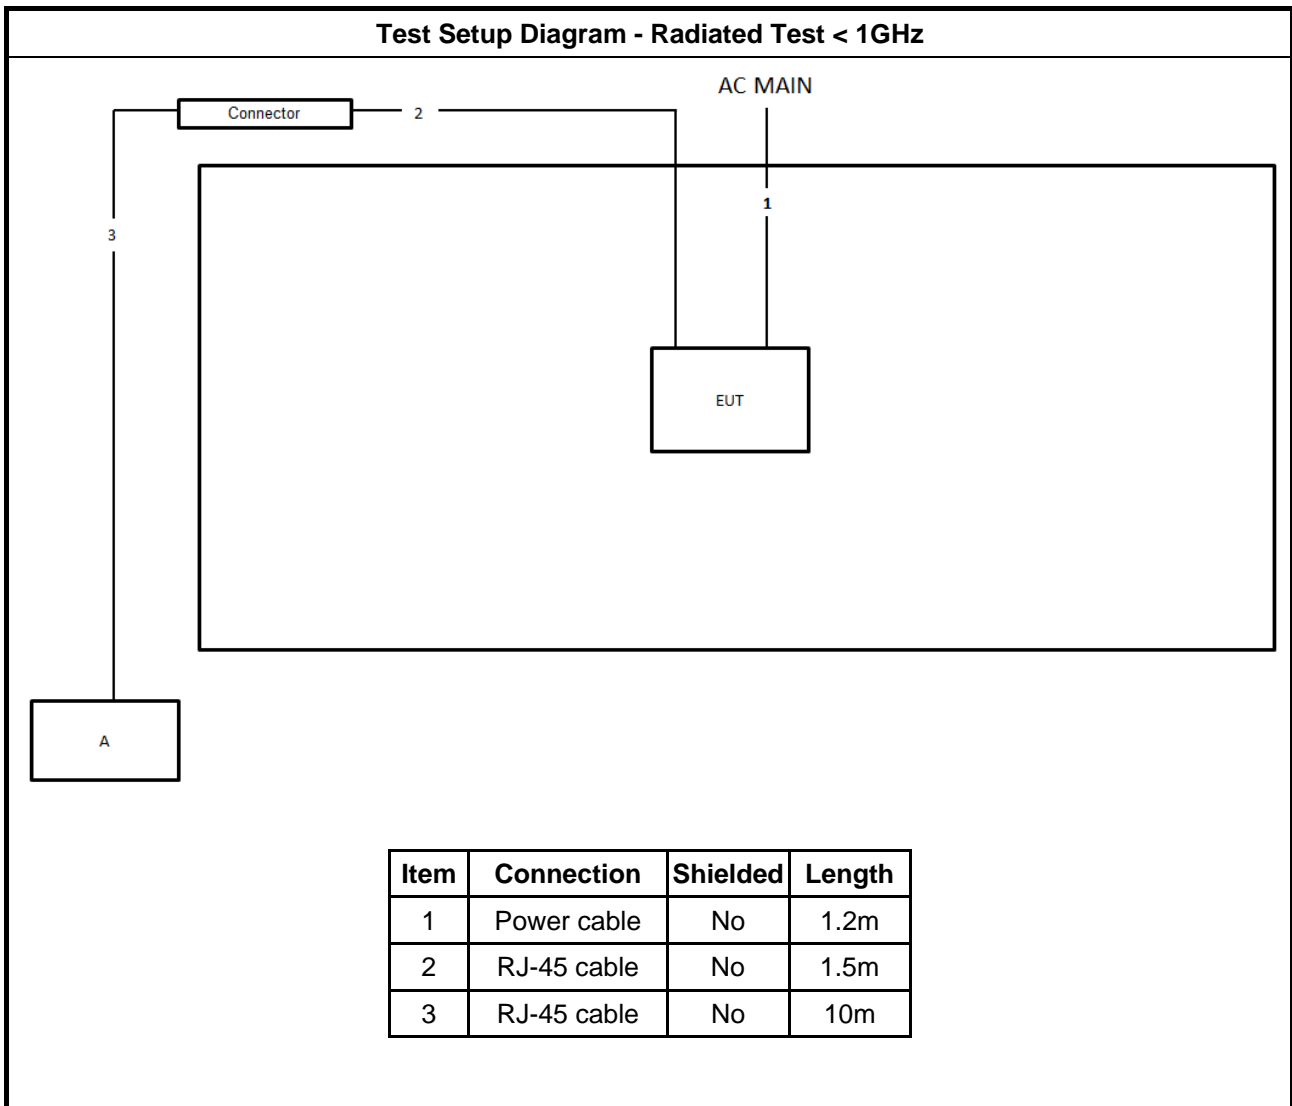 Test Setup Diagram - Radiated Test < 1GHz
AC MAIN
Connector
2
1
3
EUT
A
Item Connection Shielded Length
1 Power cable No 1.2m
2 RJ-45 cable No 1.5m
3 RJ-45 cable No 10m